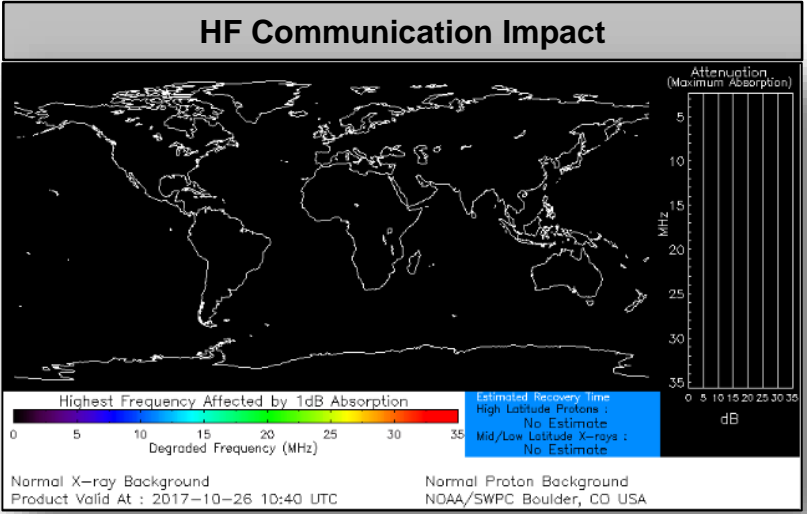 HF Communication Impact
Attenuation
(Maximum Absorption)
5
10
15
20
25
30
35
MHz
0 5 10 15 20 25 30 35
dB
Highest Frequency Affected by 1dB Absorption
0 5 10 15 20 25 30 35
Degraded Frequency (MHz)
Estimated Recovery Time
High Latitude Protons :
No Estimate
Mid/Low Latitude X-rays :
No Estimate
Normal X-ray Background
Normal Proton Background
Product Valid At : 2017-10-26 10:40 UTC
NOAA/SWPC Boulder, CO USA